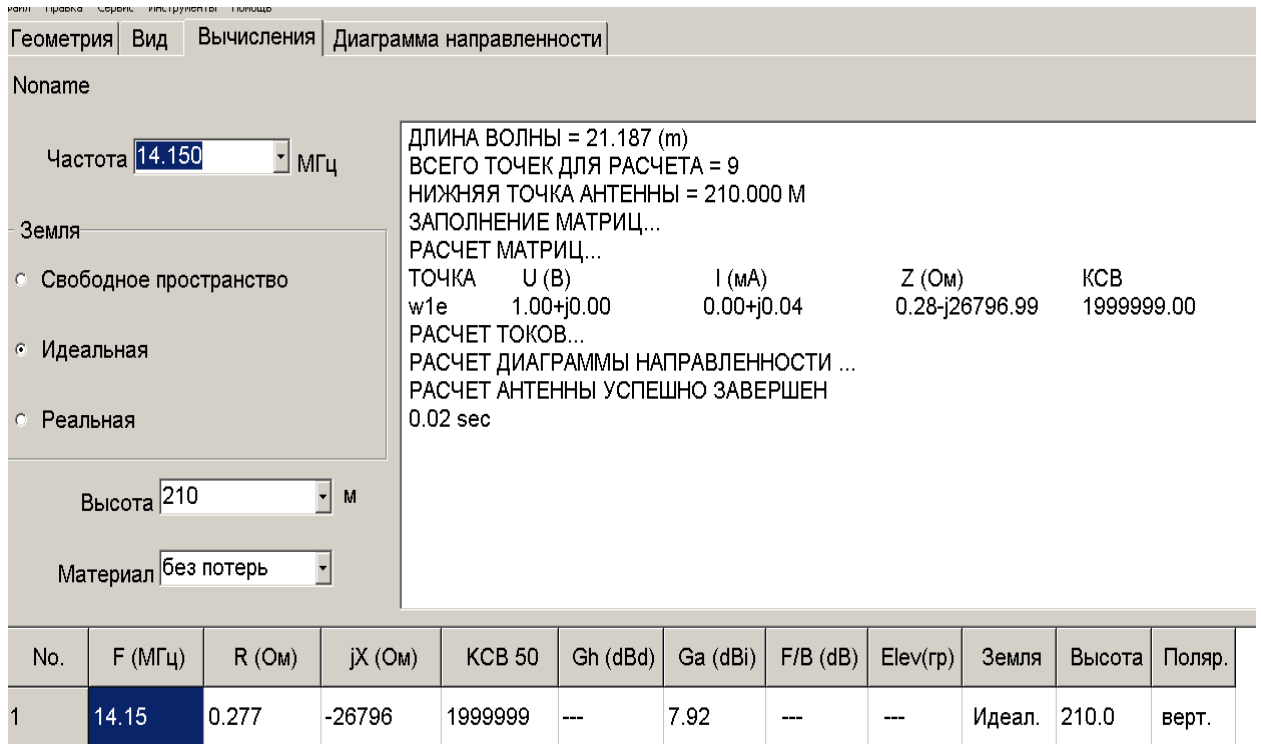 Файл Правка Сервис Инструменты Помощь
Геометрия Вид Вычисления Диаграмма направленности
Noname
Частота 14.150 МГц
Земля
Свободное пространство
Идеальная
Реальная
Высота 210 м
Материал без потерь
ДЛИНА ВОЛНЫ = 21.187 (m)
ВСЕГО ТОЧЕК ДЛЯ РАСЧЕТА = 9
НИЖНЯЯ ТОЧКА АНТЕННЫ = 210.000 М
ЗАПОЛНЕНИЕ МАТРИЦ...
РАСЧЕТ МАТРИЦ...
ТОЧКА U (В) I (мА) Z (Ом) КСВ
w1e 1.00+j0.00 0.00+j0.04 0.28-j26796.99 1999999.00
РАСЧЕТ ТОКОВ...
РАСЧЕТ ДИАГРАММЫ НАПРАВЛЕННОСТИ ...
РАСЧЕТ АНТЕННЫ УСПЕШНО ЗАВЕРШЕН
0.02 sec
No. F (МГц) R (Ом) jX (Ом) КСВ 50 Gh (dBd) Ga (dBi) F/B (dB) Elev(гр) Земля Высота Поляр.
1 14.15 0.277 -26796 1999999 --- 7.92 --- --- Идеал. 210.0 верт.